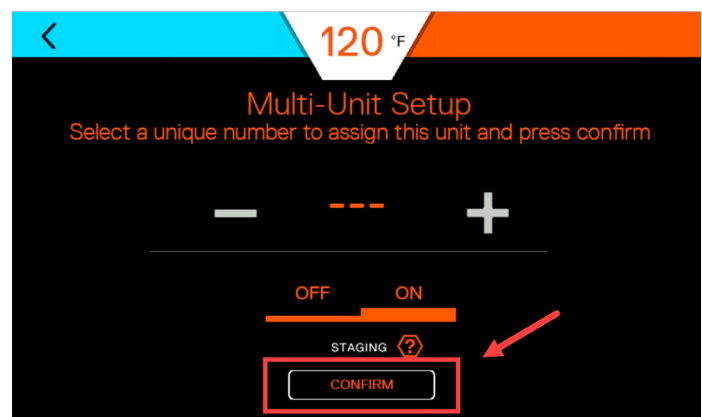 120 °F
Multi-Unit Setup
Select a unique number to assign this unit and press confirm
− --- +
OFF ON
STAGING ?
CONFIRM